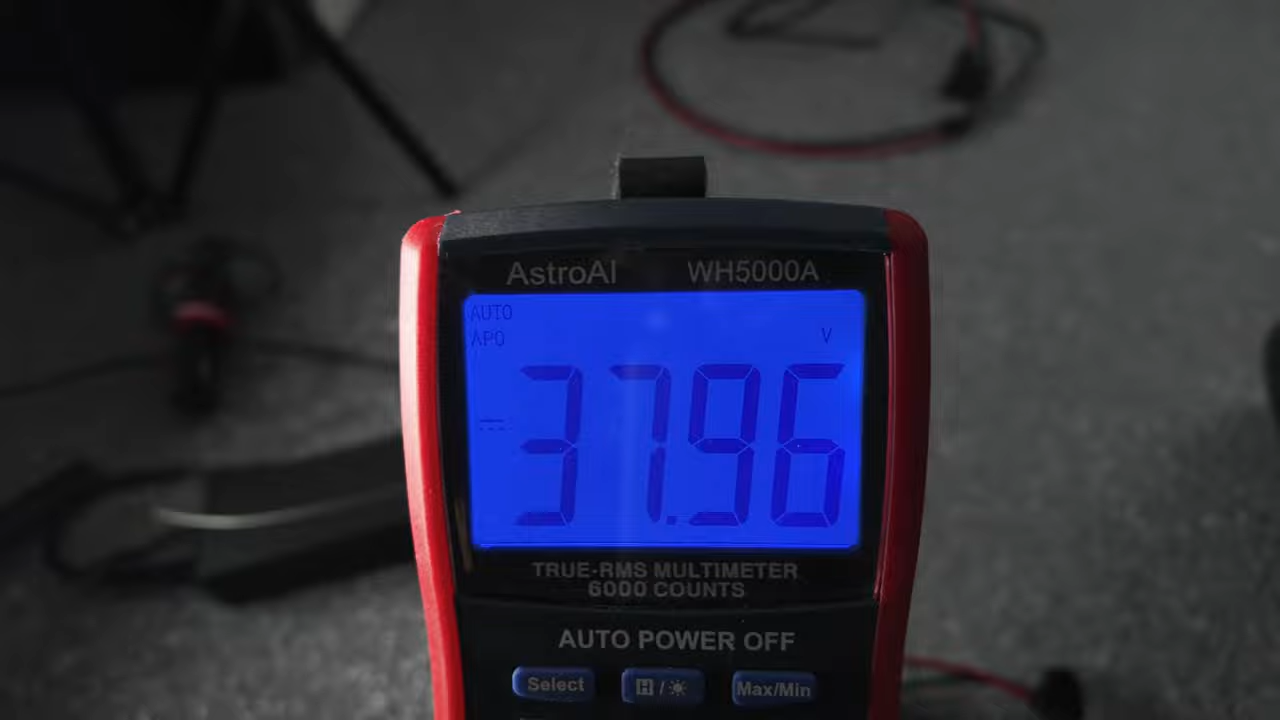 AstroAI WH5000A
AUTO
APO V
37.96
TRUE-RMS MULTIMETER
6000 COUNTS
AUTO POWER OFF
Select H / Max/Min